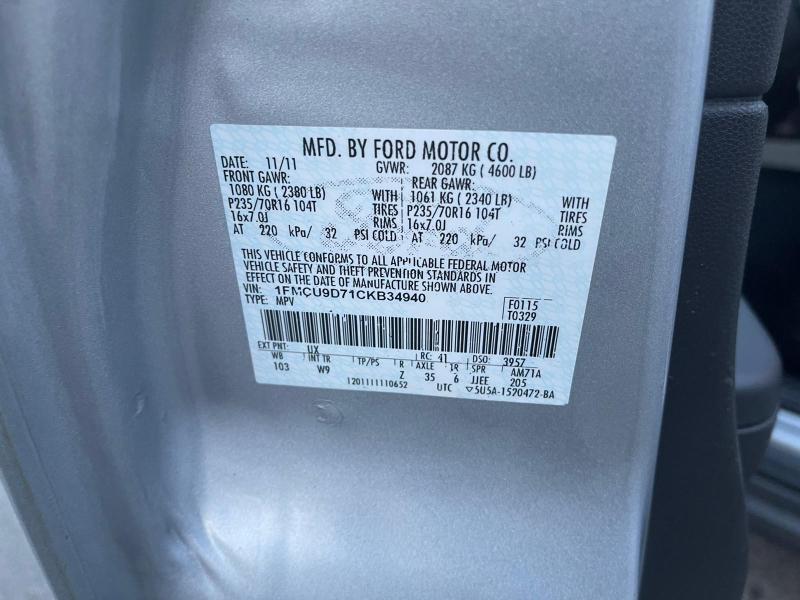 MFD. BY FORD MOTOR CO.
DATE: 11/11 GVWR: 2087 KG ( 4600 LB)
FRONT GAWR: REAR GAWR:
1080 KG ( 2380 LB) WITH 1061 KG ( 2340 LB) WITH
P235/70R16 104T TIRES P235/70R16 104T TIRES
16x7.0J RIMS 16x7.0J RIMS
AT 220 kPa/ 32 PSI COLD AT 220 kPa/ 32 PSI COLD
THIS VEHICLE CONFORMS TO ALL APPLICABLE FEDERAL MOTOR
VEHICLE SAFETY AND THEFT PREVENTION STANDARDS IN
EFFECT ON THE DATE OF MANUFACTURE SHOWN ABOVE.
VIN: 1FMCU9D71CKB34940 F0115
TYPE: MPV T0329
EXT PNT: UX RC: 41 DSO: 3957
WB INT TR TP/PS R AXLE TR SPR AM71A
103 W9 Z 35 6 JJEE 205
1201111110652 UTC ▽5U5A-1520472-BA